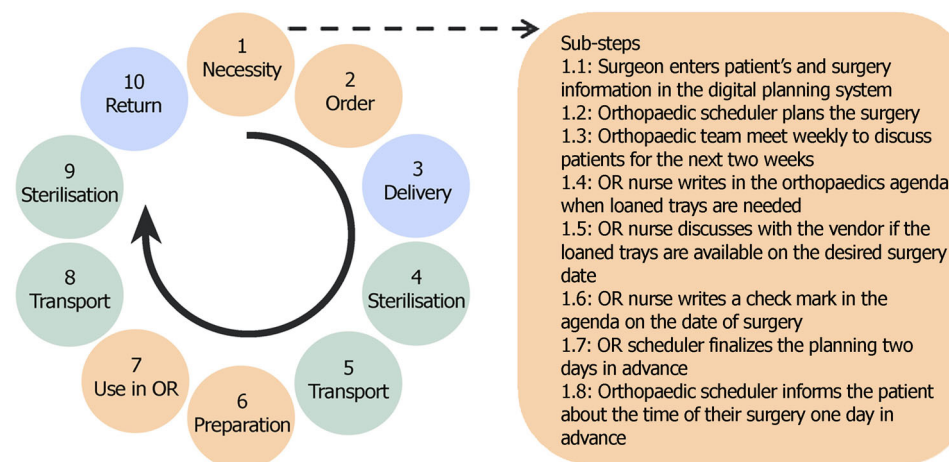 1
Necessity
2
Order
3
Delivery
4
Sterilisation
5
Transport
6
Preparation
7
Use in OR
8
Transport
9
Sterilisation
10
Return
Sub-steps
1.1: Surgeon enters patient’s and surgery
information in the digital planning system
1.2: Orthopaedic scheduler plans the surgery
1.3: Orthopaedic team meet weekly to discuss
patients for the next two weeks
1.4: OR nurse writes in the orthopaedics agenda
when loaned trays are needed
1.5: OR nurse discusses with the vendor if the
loaned trays are available on the desired surgery
date
1.6: OR nurse writes a check mark in the
agenda on the date of surgery
1.7: OR scheduler finalizes the planning two
days in advance
1.8: Orthopaedic scheduler informs the patient
about the time of their surgery one day in
advance